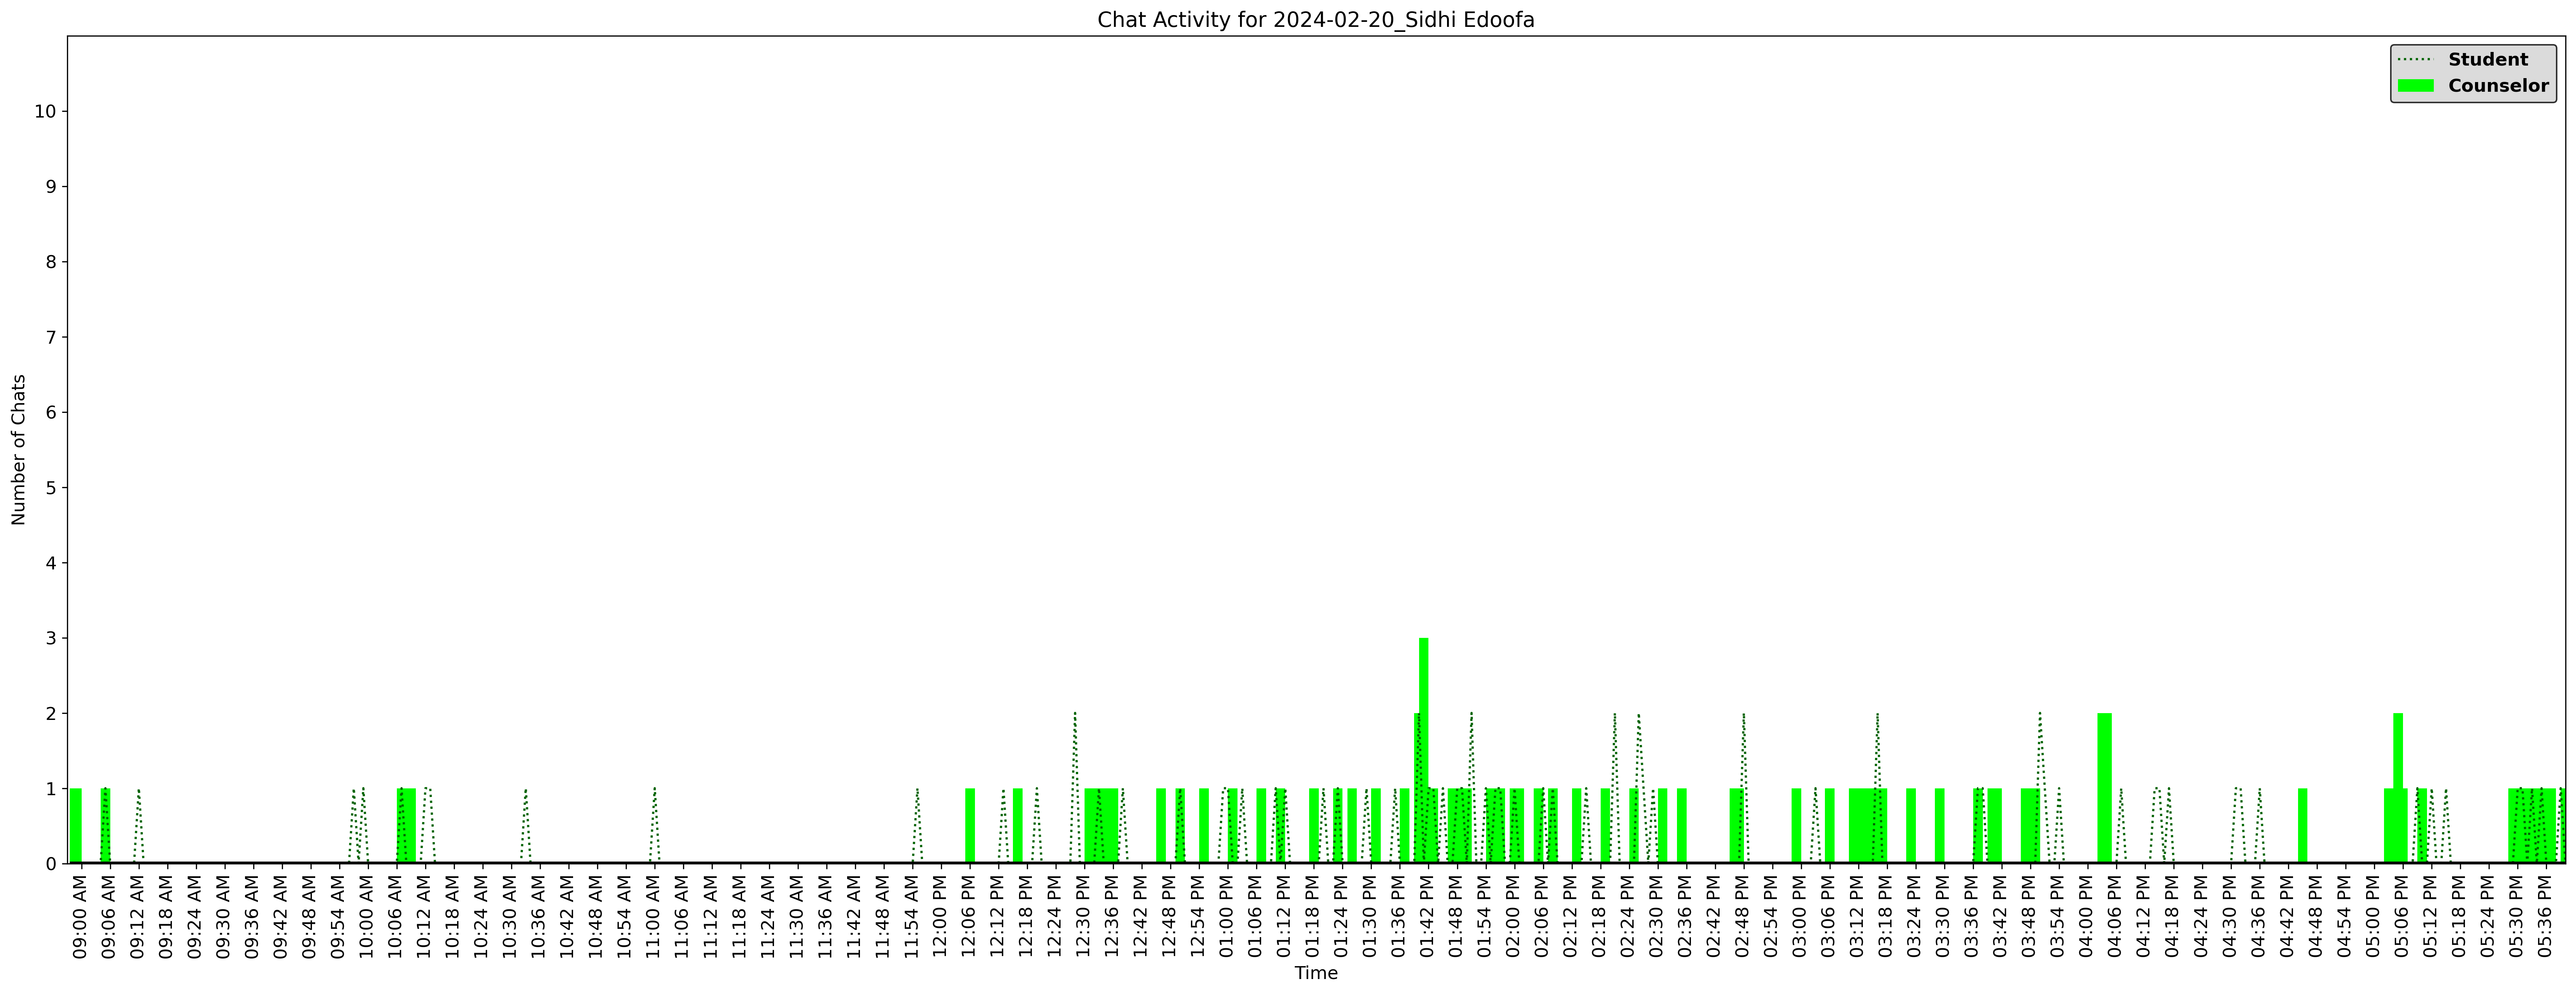 Chat Activity for 2024-02-20_Sidhi Edoofa
Student
Counselor
10
9
8
7
6
5
4
3
2
1
0
Number of Chats
09:00 AM
09:06 AM
09:12 AM
09:18 AM
09:24 AM
09:30 AM
09:36 AM
09:42 AM
09:48 AM
09:54 AM
10:00 AM
10:06 AM
10:12 AM
10:18 AM
10:24 AM
10:30 AM
10:36 AM
10:42 AM
10:48 AM
10:54 AM
11:00 AM
11:06 AM
11:12 AM
11:18 AM
11:24 AM
11:30 AM
11:36 AM
11:42 AM
11:48 AM
11:54 AM
12:00 PM
12:06 PM
12:12 PM
12:18 PM
12:24 PM
12:30 PM
12:36 PM
12:42 PM
12:48 PM
12:54 PM
01:00 PM
01:06 PM
01:12 PM
01:18 PM
01:24 PM
01:30 PM
01:36 PM
01:42 PM
01:48 PM
01:54 PM
02:00 PM
02:06 PM
02:12 PM
02:18 PM
02:24 PM
02:30 PM
02:36 PM
02:42 PM
02:48 PM
02:54 PM
03:00 PM
03:06 PM
03:12 PM
03:18 PM
03:24 PM
03:30 PM
03:36 PM
03:42 PM
03:48 PM
03:54 PM
04:00 PM
04:06 PM
04:12 PM
04:18 PM
04:24 PM
04:30 PM
04:36 PM
04:42 PM
04:48 PM
04:54 PM
05:00 PM
05:06 PM
05:12 PM
05:18 PM
05:24 PM
05:30 PM
05:36 PM
Time